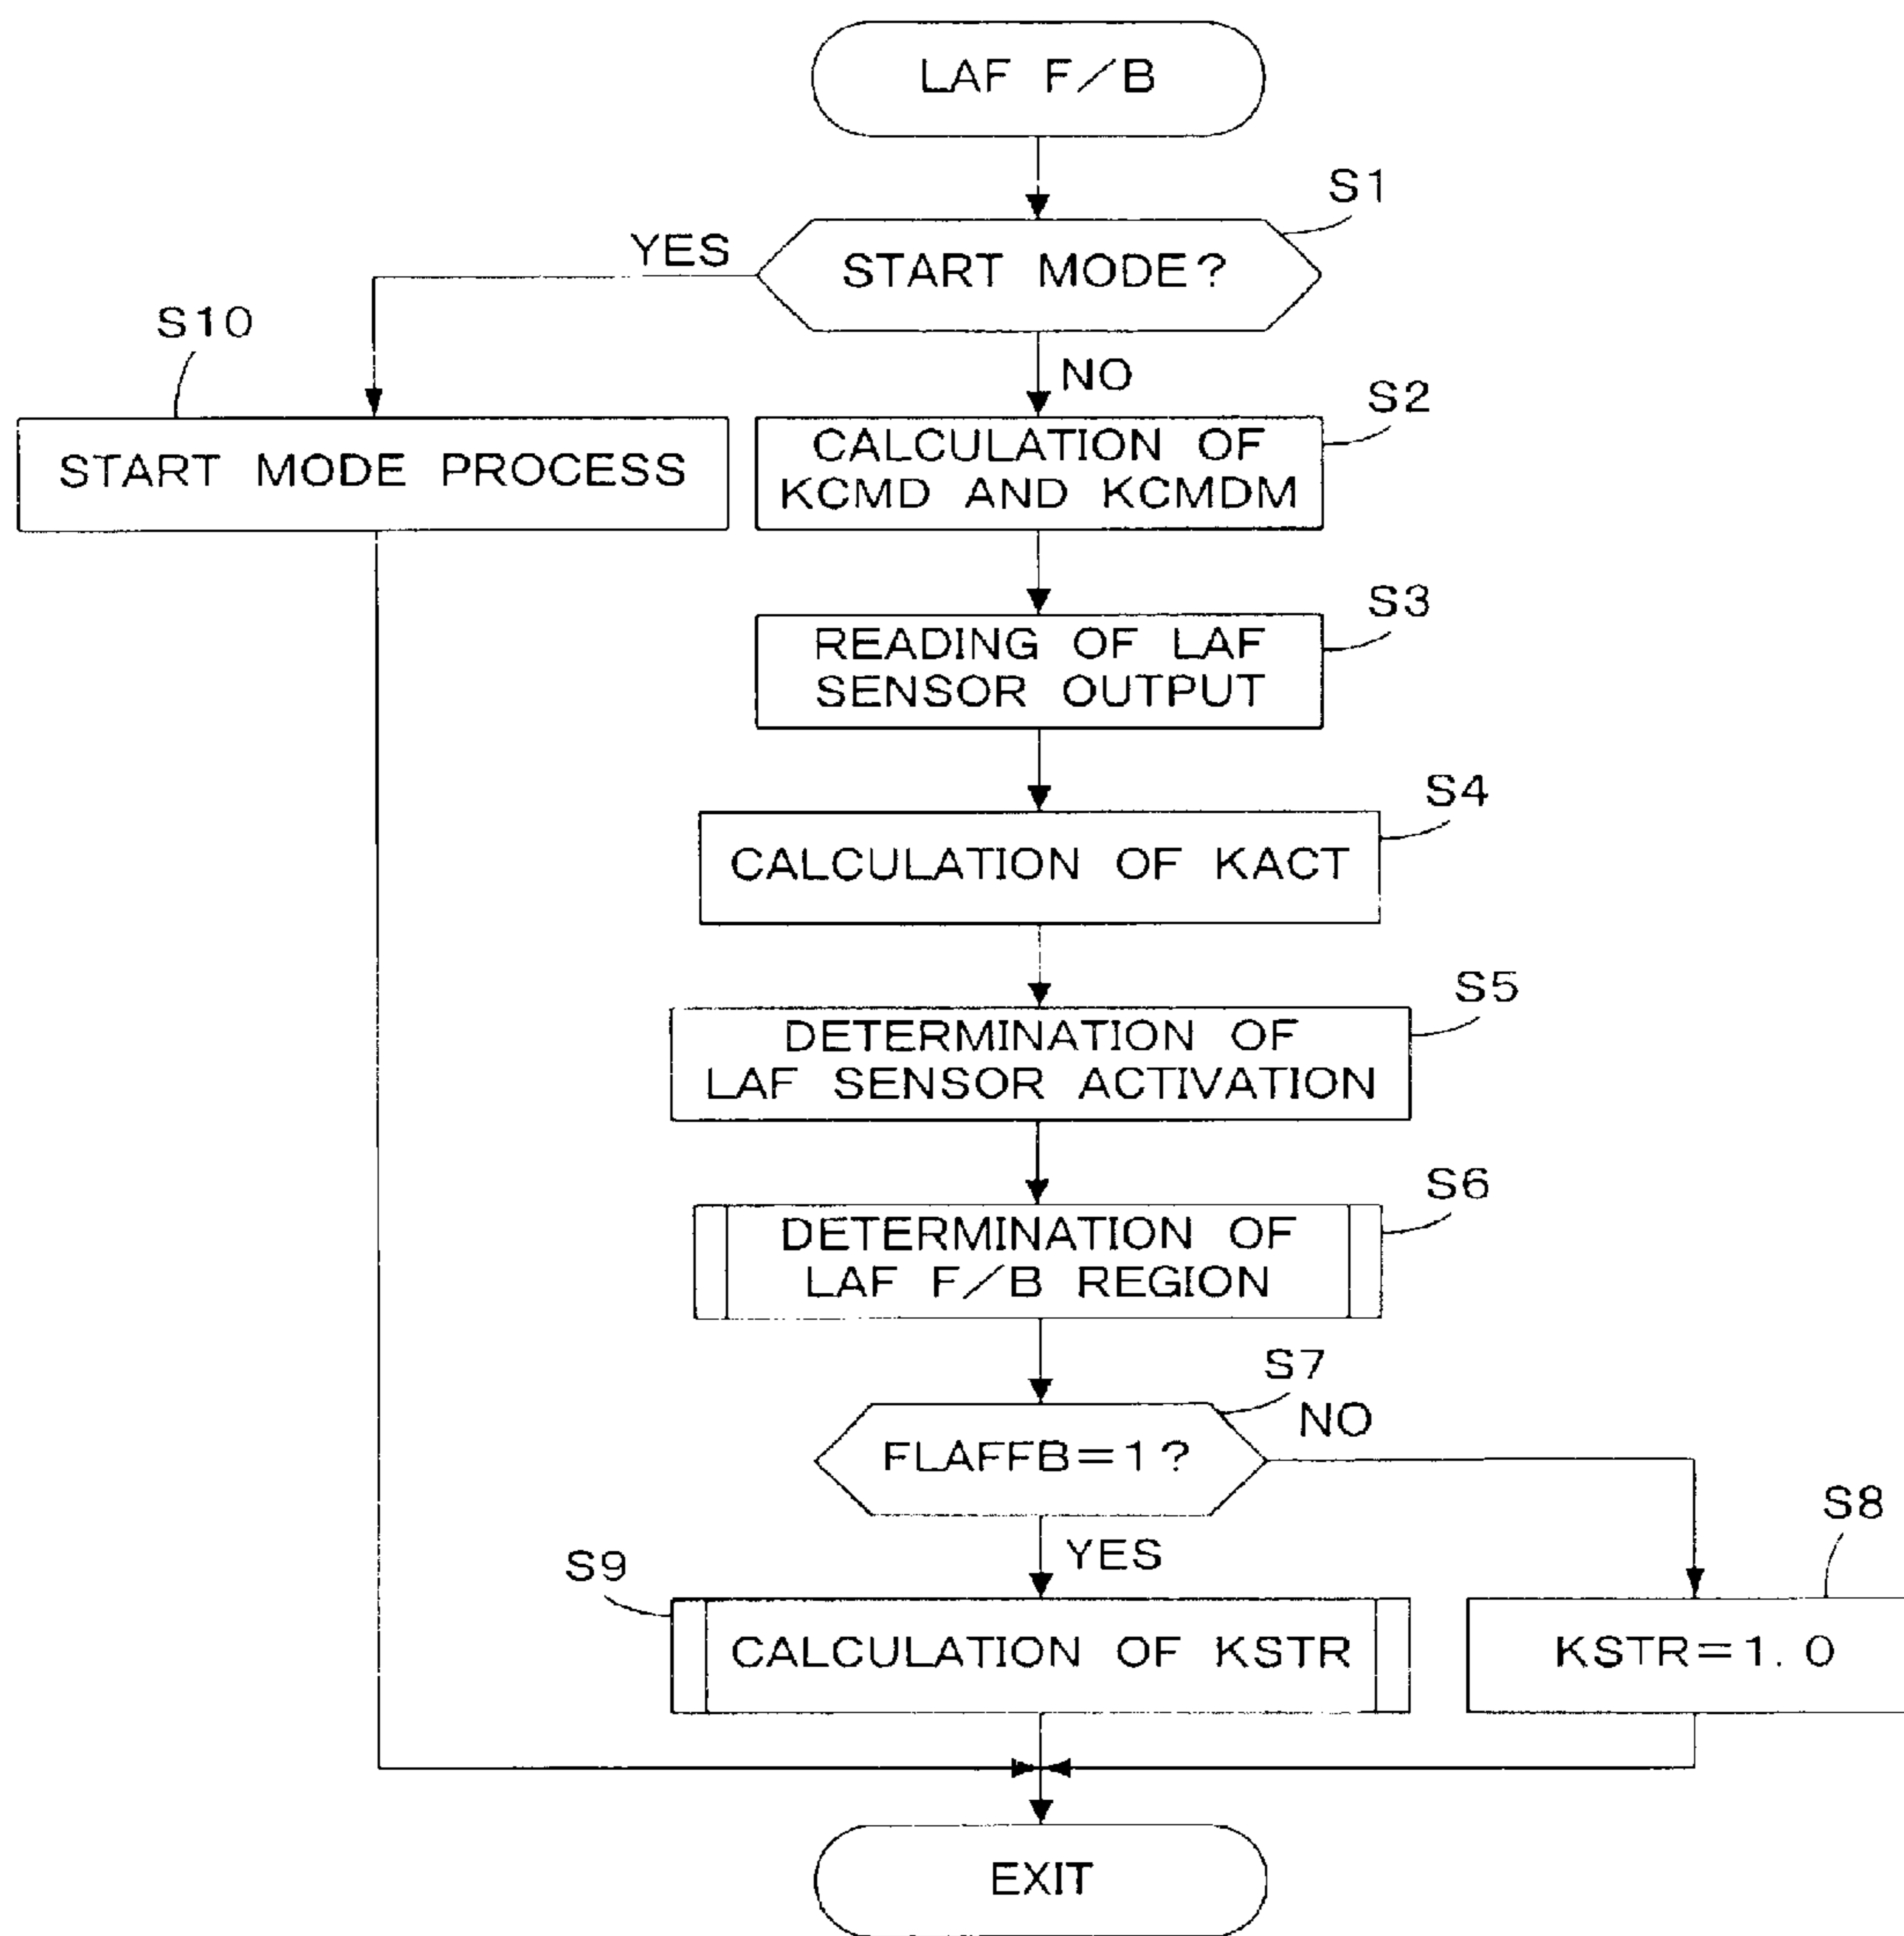 LAF F/B
S1
START MODE?
YES
NO
S10
START MODE PROCESS
S2
CALCULATION OF
KCMD AND KCMDM
S3
READING OF LAF
SENSOR OUTPUT
S4
CALCULATION OF KACT
S5
DETERMINATION OF
LAF SENSOR ACTIVATION
S6
DETERMINATION OF
LAF F/B REGION
S7
FLAFFB=1?
NO
YES
S8
KSTR=1.0
S9
CALCULATION OF KSTR
EXIT